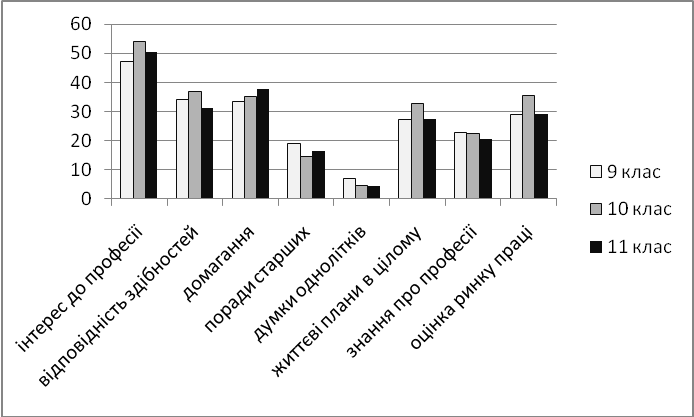 60
50
40
30
20
10
0
інтерес до професії
відповідність здібностей
домагання
поради старших
думки однолітків
життєві плани в цілому
знання про професії
оцінка ринку праці
9 клас
10 клас
11 клас